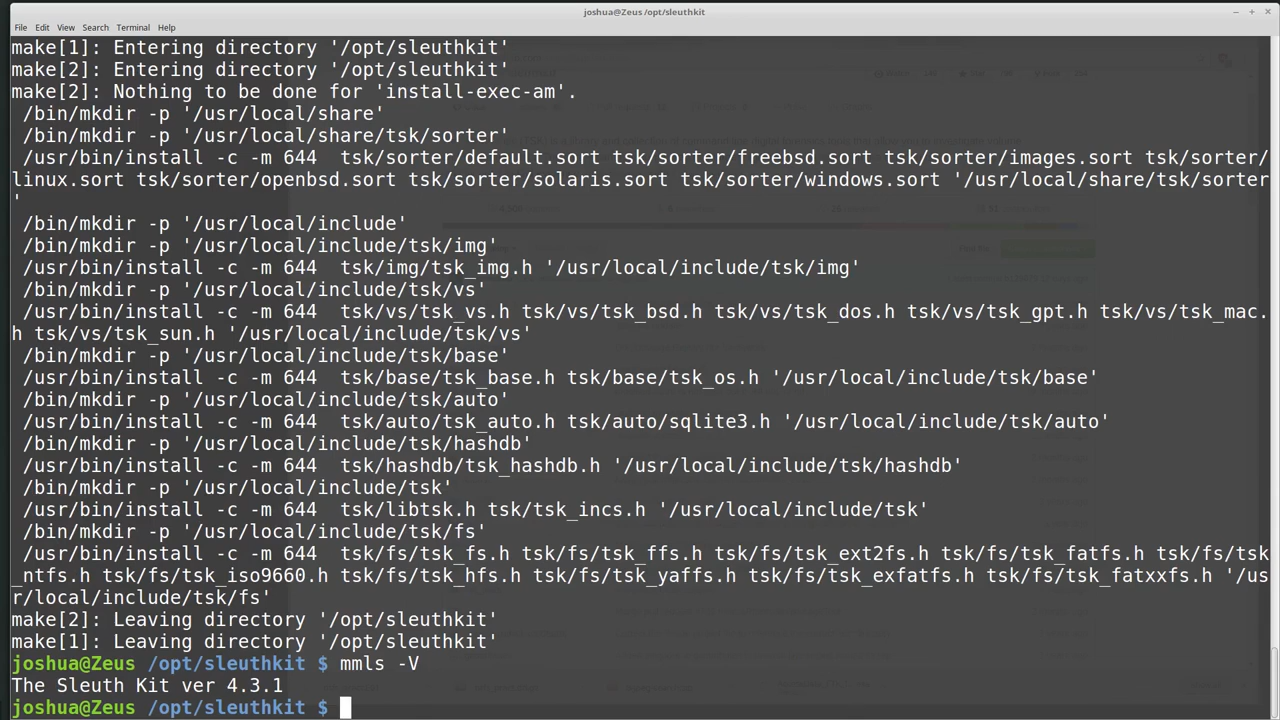 joshua@Zeus /opt/sleuthkit
File Edit View Search Terminal Help
make[1]: Entering directory '/opt/sleuthkit'
make[2]: Entering directory '/opt/sleuthkit'
make[2]: Nothing to be done for 'install-exec-am'.
/bin/mkdir -p '/usr/local/share'
/bin/mkdir -p '/usr/local/share/tsk/sorter'
/usr/bin/install -c -m 644  tsk/sorter/default.sort tsk/sorter/freebsd.sort tsk/sorter/images.sort tsk/sorter/
linux.sort tsk/sorter/openbsd.sort tsk/sorter/solaris.sort tsk/sorter/windows.sort '/usr/local/share/tsk/sorter
'
/bin/mkdir -p '/usr/local/include'
/bin/mkdir -p '/usr/local/include/tsk/img'
/usr/bin/install -c -m 644  tsk/img/tsk_img.h '/usr/local/include/tsk/img'
/bin/mkdir -p '/usr/local/include/tsk/vs'
/usr/bin/install -c -m 644  tsk/vs/tsk_vs.h tsk/vs/tsk_bsd.h tsk/vs/tsk_dos.h tsk/vs/tsk_gpt.h tsk/vs/tsk_mac.
h tsk/vs/tsk_sun.h '/usr/local/include/tsk/vs'
/bin/mkdir -p '/usr/local/include/tsk/base'
/usr/bin/install -c -m 644  tsk/base/tsk_base.h tsk/base/tsk_os.h '/usr/local/include/tsk/base'
/bin/mkdir -p '/usr/local/include/tsk/auto'
/usr/bin/install -c -m 644  tsk/auto/tsk_auto.h tsk/auto/sqlite3.h '/usr/local/include/tsk/auto'
/bin/mkdir -p '/usr/local/include/tsk/hashdb'
/usr/bin/install -c -m 644  tsk/hashdb/tsk_hashdb.h '/usr/local/include/tsk/hashdb'
/bin/mkdir -p '/usr/local/include/tsk'
/usr/bin/install -c -m 644  tsk/libtsk.h tsk/tsk_incs.h '/usr/local/include/tsk'
/bin/mkdir -p '/usr/local/include/tsk/fs'
/usr/bin/install -c -m 644  tsk/fs/tsk_fs.h tsk/fs/tsk_ffs.h tsk/fs/tsk_ext2fs.h tsk/fs/tsk_fatfs.h tsk/fs/tsk
_ntfs.h tsk/fs/tsk_iso9660.h tsk/fs/tsk_hfs.h tsk/fs/tsk_yaffs.h tsk/fs/tsk_exfatfs.h tsk/fs/tsk_fatxxfs.h '/us
r/local/include/tsk/fs'
make[2]: Leaving directory '/opt/sleuthkit'
make[1]: Leaving directory '/opt/sleuthkit'
joshua@Zeus /opt/sleuthkit $ mmls -V
The Sleuth Kit ver 4.3.1
joshua@Zeus /opt/sleuthkit $